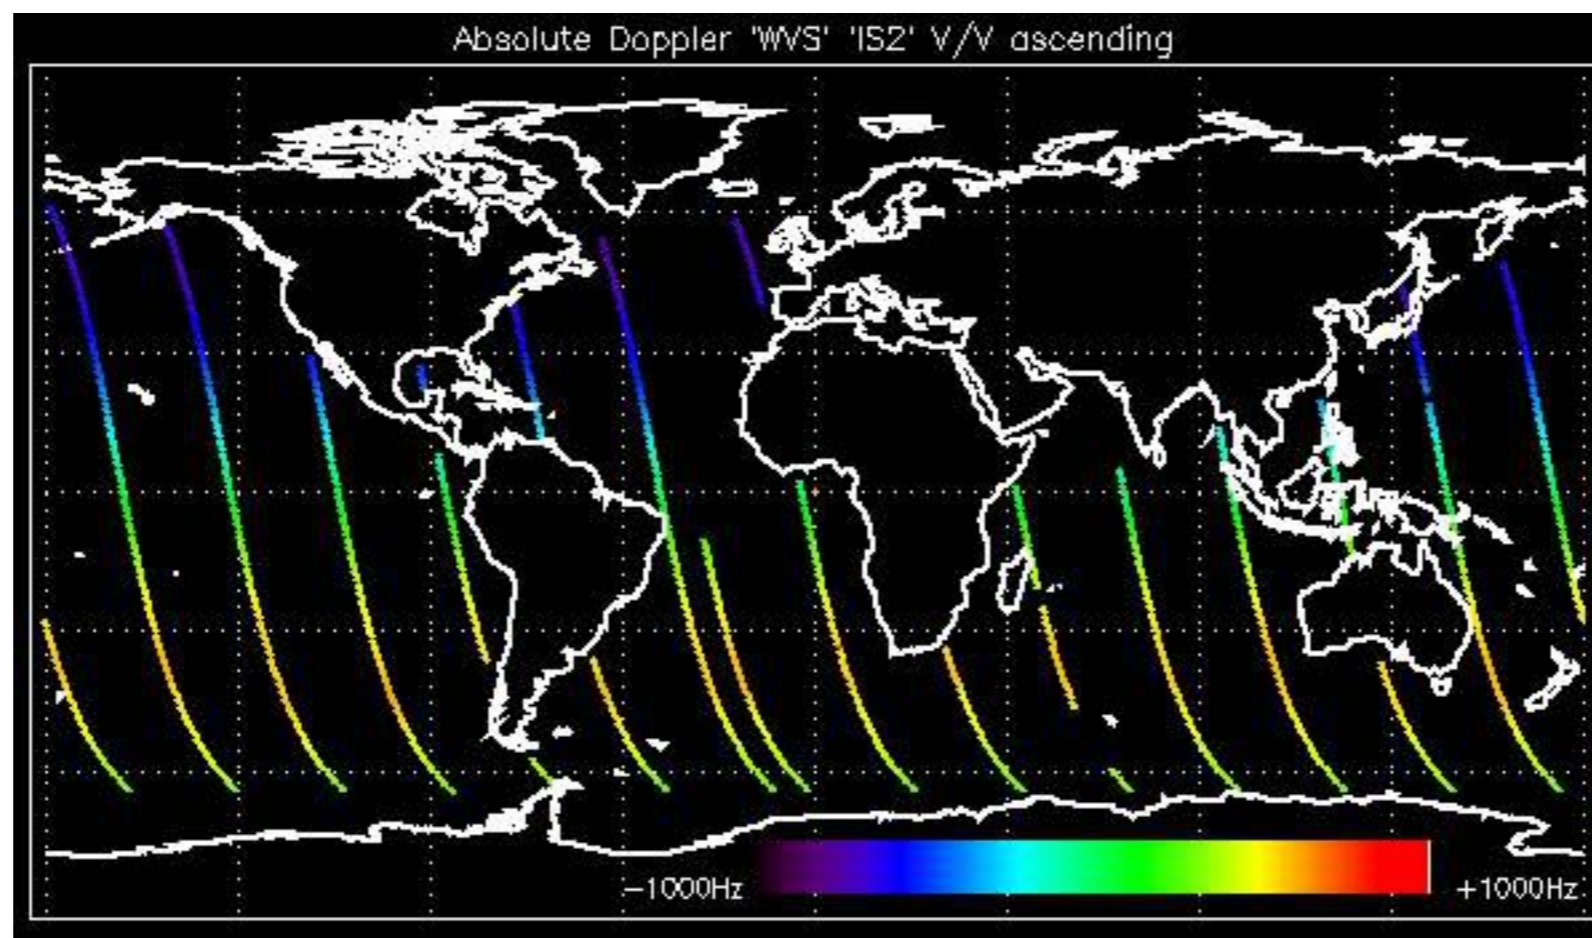 Absolute Doppler 'WVS' 'IS2' V/V ascending
−1000Hz +1000Hz